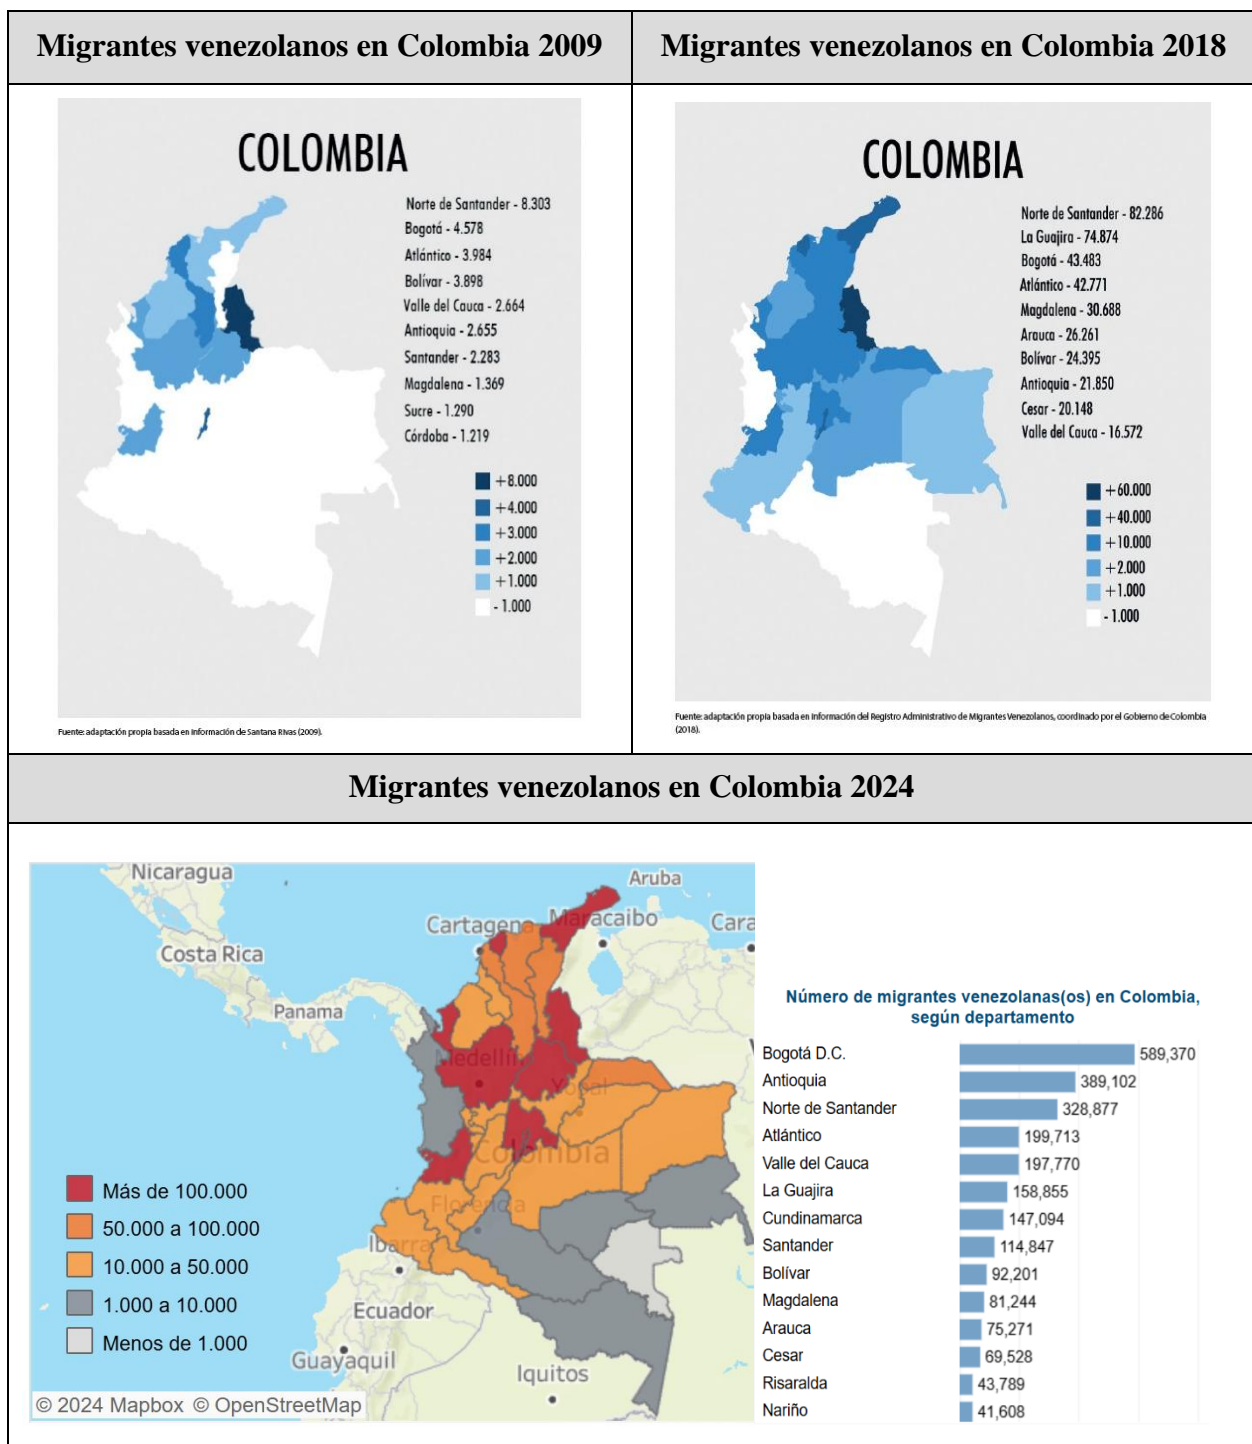 Migrantes venezolanos en Colombia 2009
Migrantes venezolanos en Colombia 2018
COLOMBIA
Norte de Santander - 8.303
Bogotá - 4.578
Atlántico - 3.984
Bolívar - 3.898
Valle del Cauca - 2.664
Antioquia - 2.655
Santander - 2.283
Magdalena - 1.369
Sucre - 1.290
Córdoba - 1.219
+8.000
+4.000
+3.000
+2.000
+1.000
- 1.000
Fuente: adaptación propia basada en información de Santana Rivas (2009).
COLOMBIA
Norte de Santander - 82.286
La Guajira - 74.874
Bogotá - 43.483
Atlántico - 42.771
Magdalena - 30.688
Arauca - 26.261
Bolívar - 24.395
Antioquia - 21.850
Cesar - 20.148
Valle del Cauca - 16.572
+60.000
+40.000
+10.000
+2.000
+1.000
- 1.000
Fuente: adaptación propia basada en información del Registro Administrativo de Migrantes Venezolanos, coordinado por el Gobierno de Colombia
(2018).
Migrantes venezolanos en Colombia 2024
Nicaragua
Aruba
Cartagena
Maracaibo
Cara
Costa Rica
Panama
Medellín
Yopal
Colombia
Florencia
Ibarra
Ecuador
Guayaquil
Iquitos
Más de 100.000
50.000 a 100.000
10.000 a 50.000
1.000 a 10.000
Menos de 1.000
© 2024 Mapbox © OpenStreetMap
Número de migrantes venezolanas(os) en Colombia,
según departamento
Bogotá D.C. 589,370
Antioquia 389,102
Norte de Santander 328,877
Atlántico 199,713
Valle del Cauca 197,770
La Guajira 158,855
Cundinamarca 147,094
Santander 114,847
Bolívar 92,201
Magdalena 81,244
Arauca 75,271
Cesar 69,528
Risaralda 43,789
Nariño 41,608